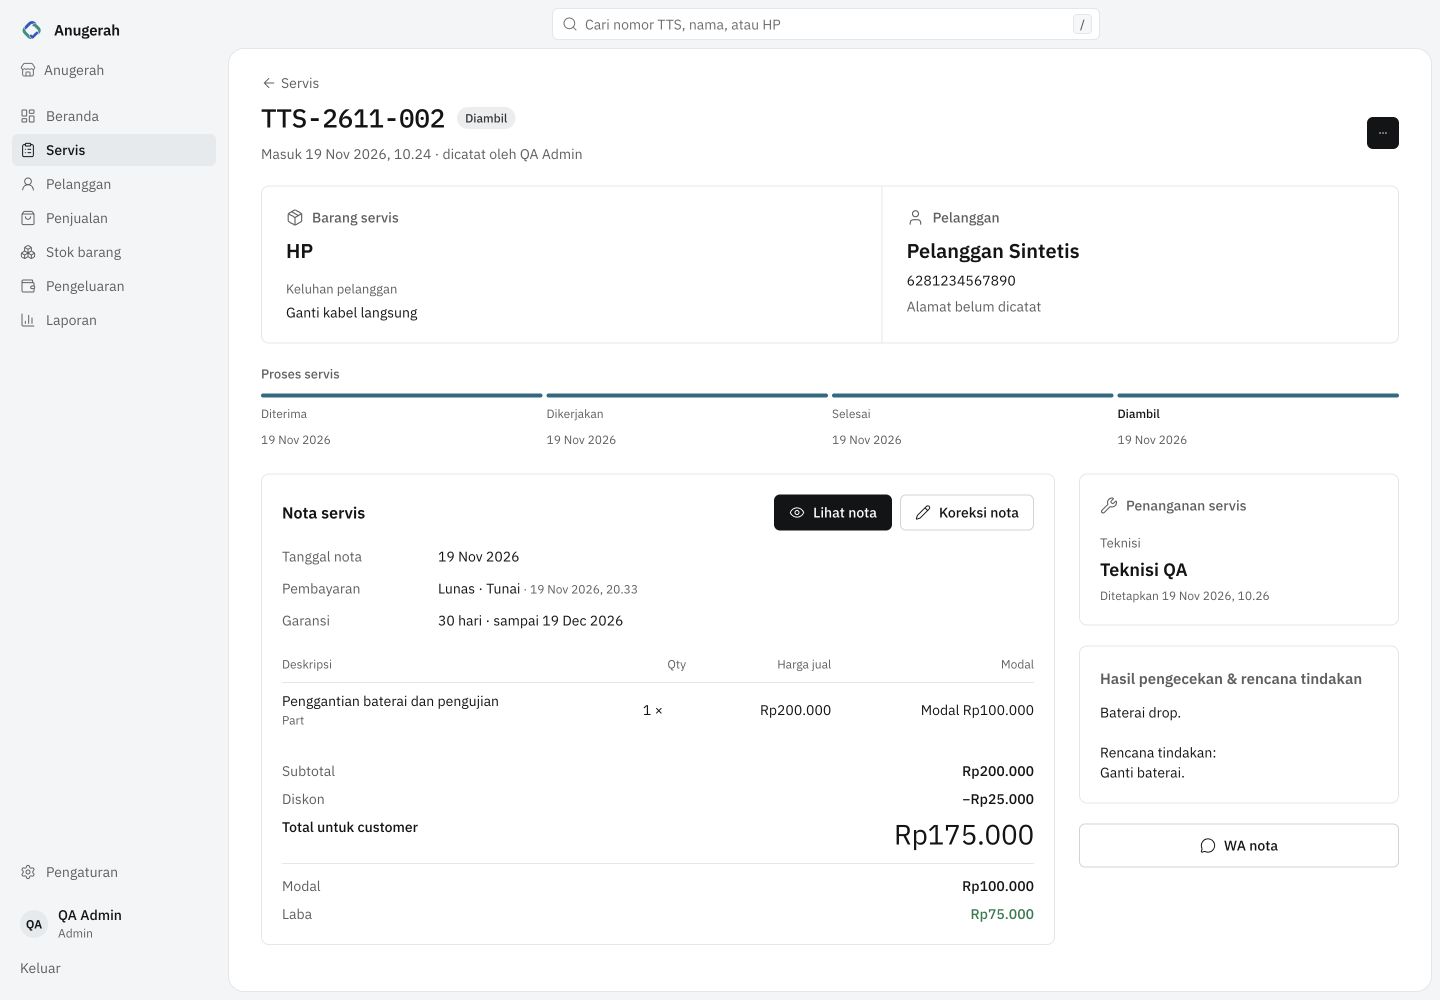 Anugerah
Cari nomor TTS, nama, atau HP
/
Anugerah
Beranda
Servis
Pelanggan
Penjualan
Stok barang
Pengeluaran
Laporan
Pengaturan
QA
QA Admin
Admin
Keluar
← Servis
TTS-2611-002 Diambil
...
Masuk 19 Nov 2026, 10.24 · dicatat oleh QA Admin
Barang servis
HP
Keluhan pelanggan
Ganti kabel langsung
Pelanggan
Pelanggan Sintetis
6281234567890
Alamat belum dicatat
Proses servis
Diterima Dikerjakan Selesai Diambil
19 Nov 2026 19 Nov 2026 19 Nov 2026 19 Nov 2026
Nota servis Lihat nota Koreksi nota
Tanggal nota 19 Nov 2026
Pembayaran Lunas · Tunai · 19 Nov 2026, 20.33
Garansi 30 hari · sampai 19 Dec 2026
Deskripsi Qty Harga jual Modal
Penggantian baterai dan pengujian 1 × Rp200.000 Modal Rp100.000
Part
Subtotal Rp200.000
Diskon −Rp25.000
Total untuk customer Rp175.000
Modal Rp100.000
Laba Rp75.000
Penanganan servis
Teknisi
Teknisi QA
Ditetapkan 19 Nov 2026, 10.26
Hasil pengecekan & rencana tindakan
Baterai drop.
Rencana tindakan:
Ganti baterai.
WA nota